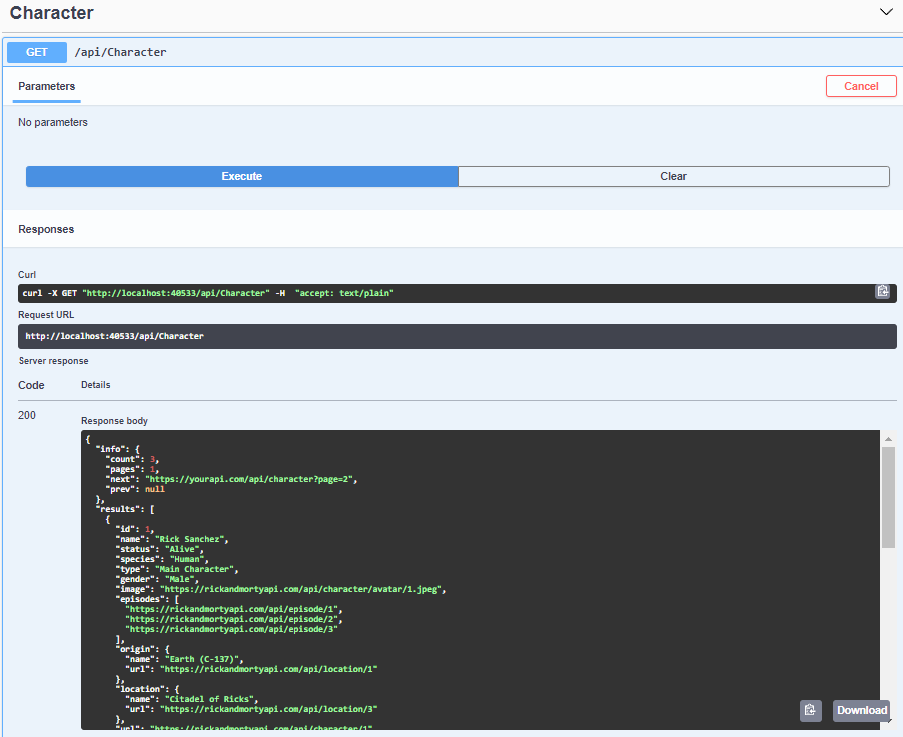 Character
GET /api/Character
Parameters
Cancel
No parameters
Execute
Clear
Responses
Curl
curl -X GET "http://localhost:40533/api/Character" -H  "accept: text/plain"
Request URL
http://localhost:40533/api/Character
Server response
Code Details
200
Response body
{
  "info": {
    "count": 3,
    "pages": 1,
    "next": "https://yourapi.com/api/character?page=2",
    "prev": null
  },
  "results": [
    {
      "id": 1,
      "name": "Rick Sanchez",
      "status": "Alive",
      "species": "Human",
      "type": "Main Character",
      "gender": "Male",
      "image": "https://rickandmortyapi.com/api/character/avatar/1.jpeg",
      "episodes": [
        "https://rickandmortyapi.com/api/episode/1",
        "https://rickandmortyapi.com/api/episode/2",
        "https://rickandmortyapi.com/api/episode/3"
      ],
      "origin": {
        "name": "Earth (C-137)",
        "url": "https://rickandmortyapi.com/api/location/1"
      },
      "location": {
        "name": "Citadel of Ricks",
        "url": "https://rickandmortyapi.com/api/location/3"
      },
      "url": "https://rickandmortyapi.com/api/character/1"
Download